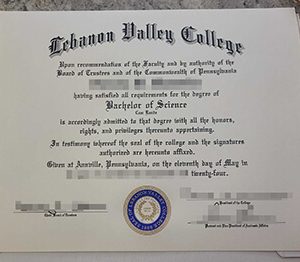 Lebanon Valley College
Upon recommendation of the Faculty and by authority of the
Board of Trustees and of the Commonwealth of Pennsylvania
having satisfied all requirements for the degree of
Bachelor of Science
Cum Laude
is accordingly admitted to that degree with all the honors,
rights, and privileges thereunto appertaining.
In testimony whereof the seal of the college and the signatures
authorized are hereunto affixed.
Given at Annville, Pennsylvania, on the eleventh day of May in
twenty-four.
President of the College